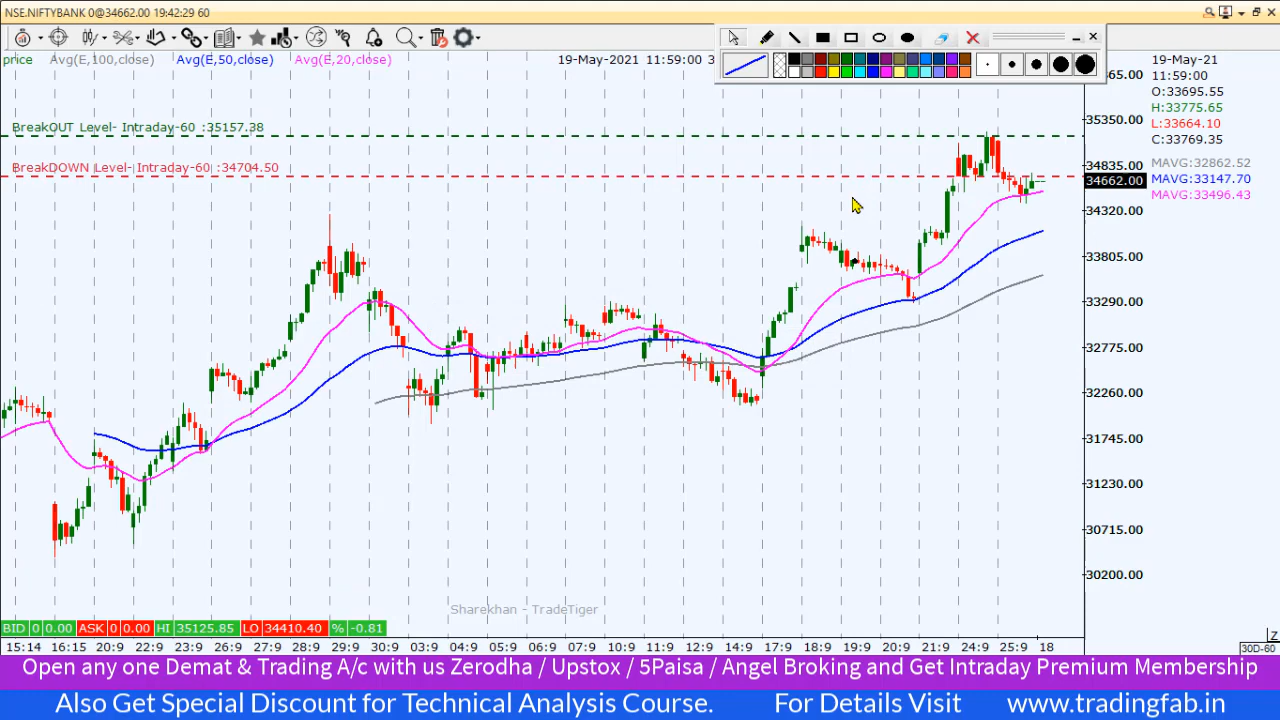 NSE.NIFTYBANK 0@34662.00 19:42:29 60
price Avg(E,100,close) Avg(E,50,close) Avg(E,20,close) 19-May-2021 11:59:00
19-May-21
11:59:00
O:33695.55
H:33775.65
L:33664.10
C:33769.35
MAVG:32862.52
MAVG:33147.70
MAVG:33496.43
BreakOUT Level- Intraday-60 :35157.38
BreakDOWN Level- Intraday-60 :34704.50
35350.00
34835.00
34662.00
34320.00
33805.00
33290.00
32775.00
32260.00
31745.00
31230.00
30715.00
30200.00
Sharekhan - TradeTiger
BID 0 0.00 ASK 0 0.00 HI 35125.85 LO 34410.40 % -0.81
Z
15:14 16:15 20:9 22:9 26:9 27:9 28:9 29:9 30:9 03:9 04:9 05:9 06:9 07:9 10:9 11:9 12:9 14:9 17:9 18:9 19:9 20:9 21:9 24:9 25:9 18
30D-60
Open any one Demat & Trading A/c with us Zerodha / Upstox / 5Paisa / Angel Broking and Get Intraday Premium Membership
Also Get Special Discount for Technical Analysis Course. For Details Visit www.tradingfab.in